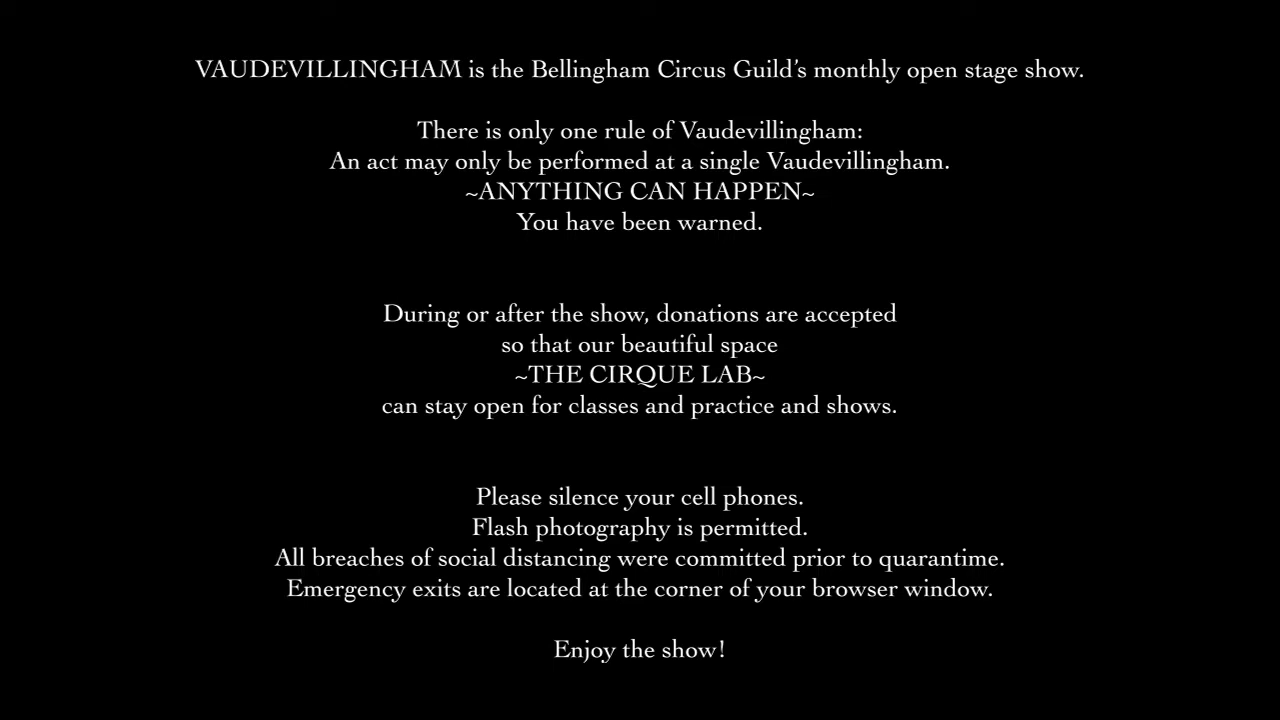 VAUDEVILLINGHAM is the Bellingham Circus Guild’s monthly open stage show.
There is only one rule of Vaudevillingham:
An act may only be performed at a single Vaudevillingham.
~ANYTHING CAN HAPPEN~
You have been warned.
During or after the show, donations are accepted
so that our beautiful space
~THE CIRQUE LAB~
can stay open for classes and practice and shows.
Please silence your cell phones.
Flash photography is permitted.
All breaches of social distancing were committed prior to quarantime.
Emergency exits are located at the corner of your browser window.
Enjoy the show!